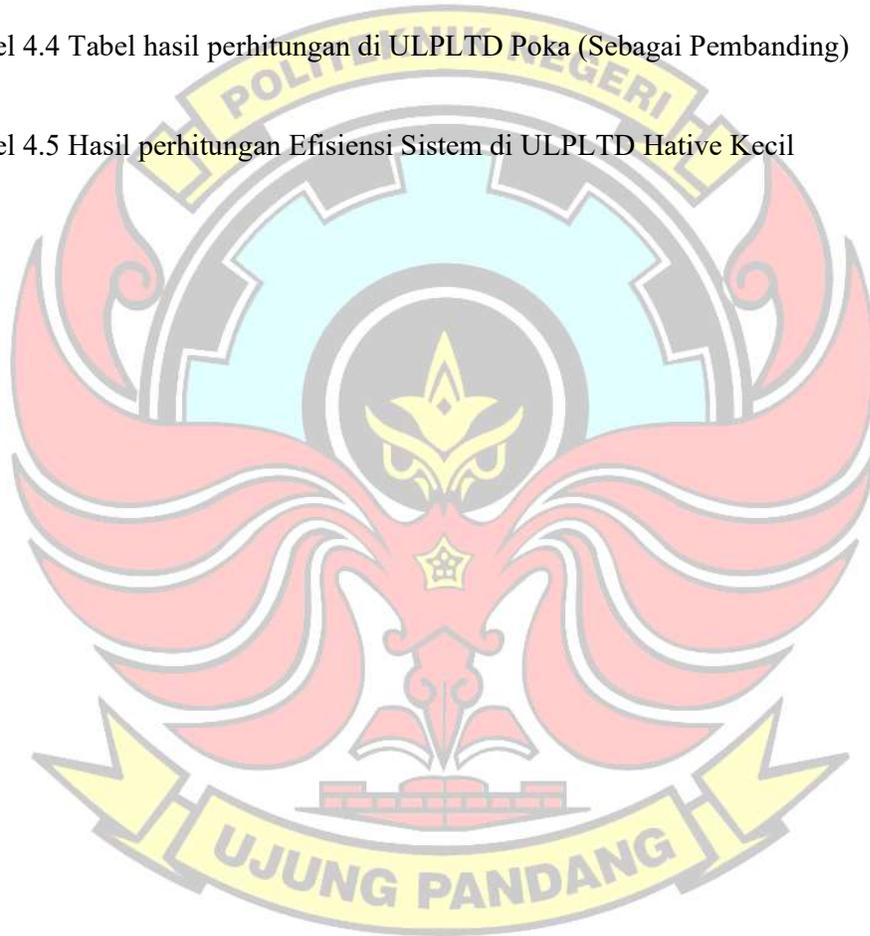 el 4.4 Tabel hasil perhitungan di ULPLTD Poka (Sebagai Pembanding)
POLITEKNIK NEGERI
el 4.5 Hasil perhitungan Efisiensi Sistem di ULPLTD Hative Kecil
UJUNG PANDANG